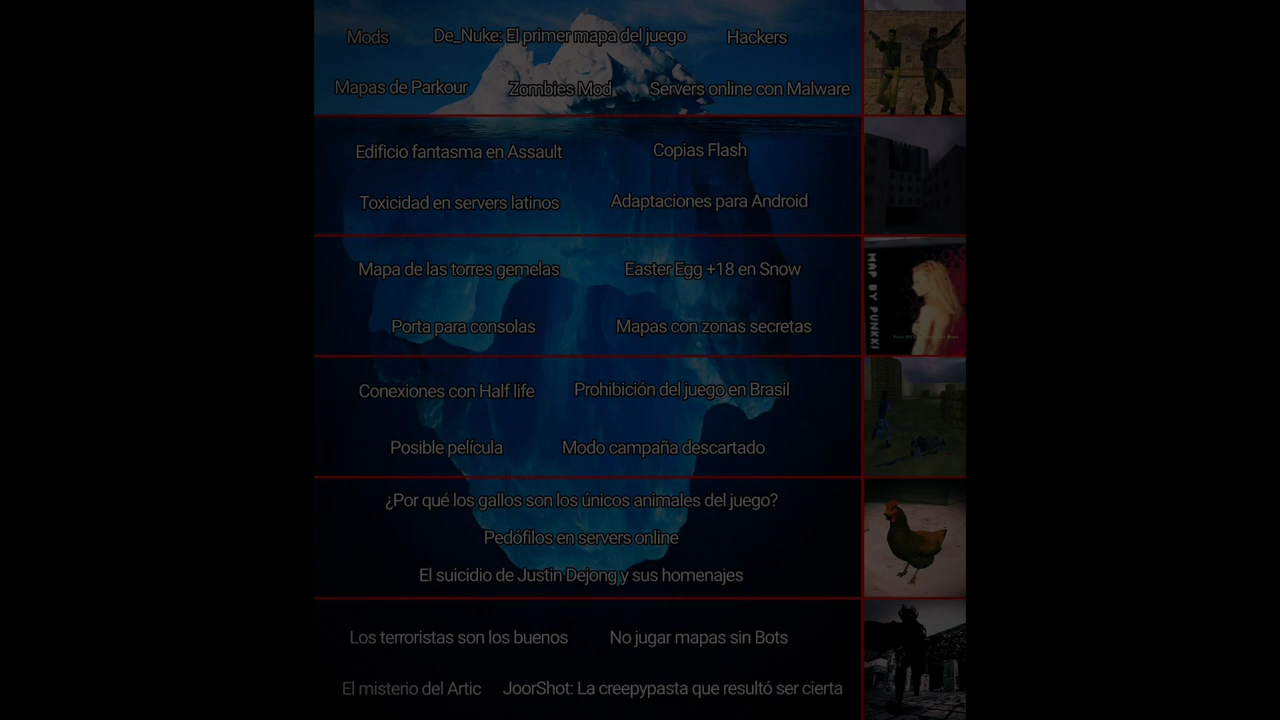 Mods De_Nuke: El primer mapa del juego Hackers
Mapas de Parkour Zombies Mod Servers online con Malware
Edificio fantasma en Assault Copias Flash
Toxicidad en servers latinos Adaptaciones para Android
Mapa de las torres gemelas Easter Egg +18 en Snow
Porta para consolas Mapas con zonas secretas
MAP BY PUNKKI
Conexiones con Half life Prohibición del juego en Brasil
Posible película Modo campaña descartado
¿Por qué los gallos son los únicos animales del juego?
Pedófilos en servers online
El suicidio de Justin Dejong y sus homenajes
Los terroristas son los buenos No jugar mapas sin Bots
El misterio del Artic JoorShot: La creepypasta que resultó ser cierta